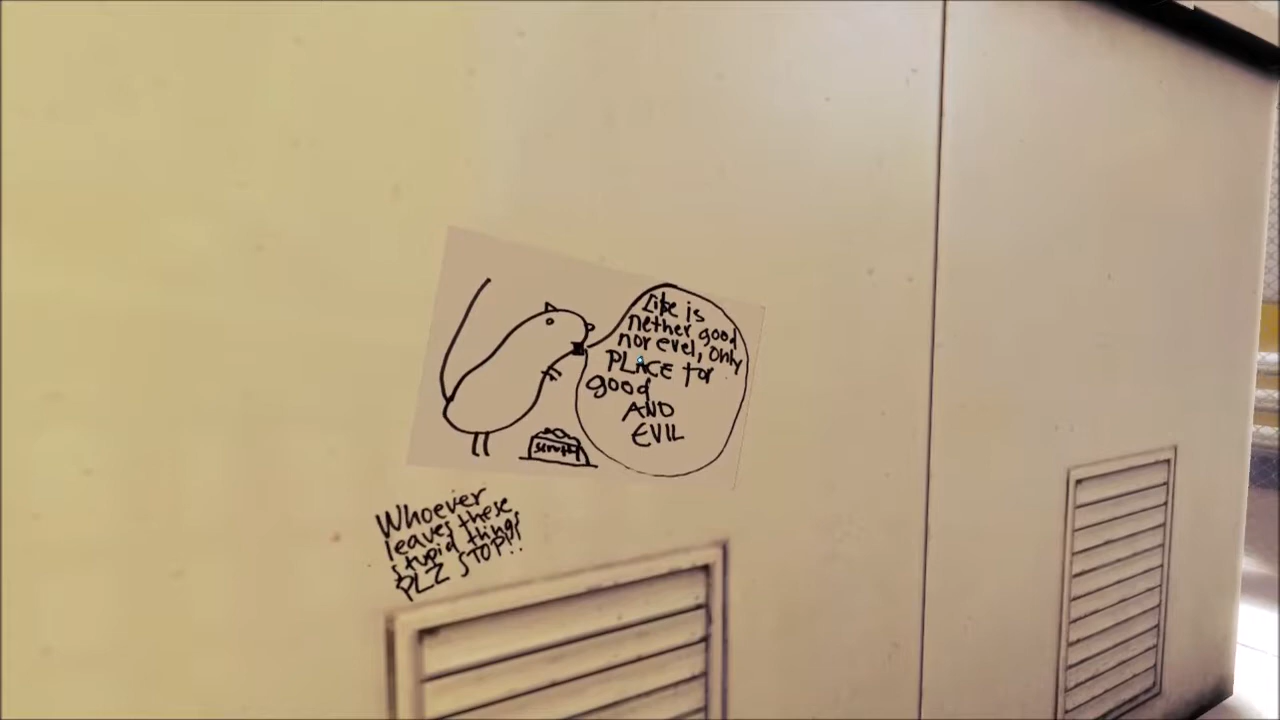 Life is
nether good
nor evel, only
PLACE for
good
AND
EVIL
Whoever
leaves these
stupid things
PLZ STOP!!